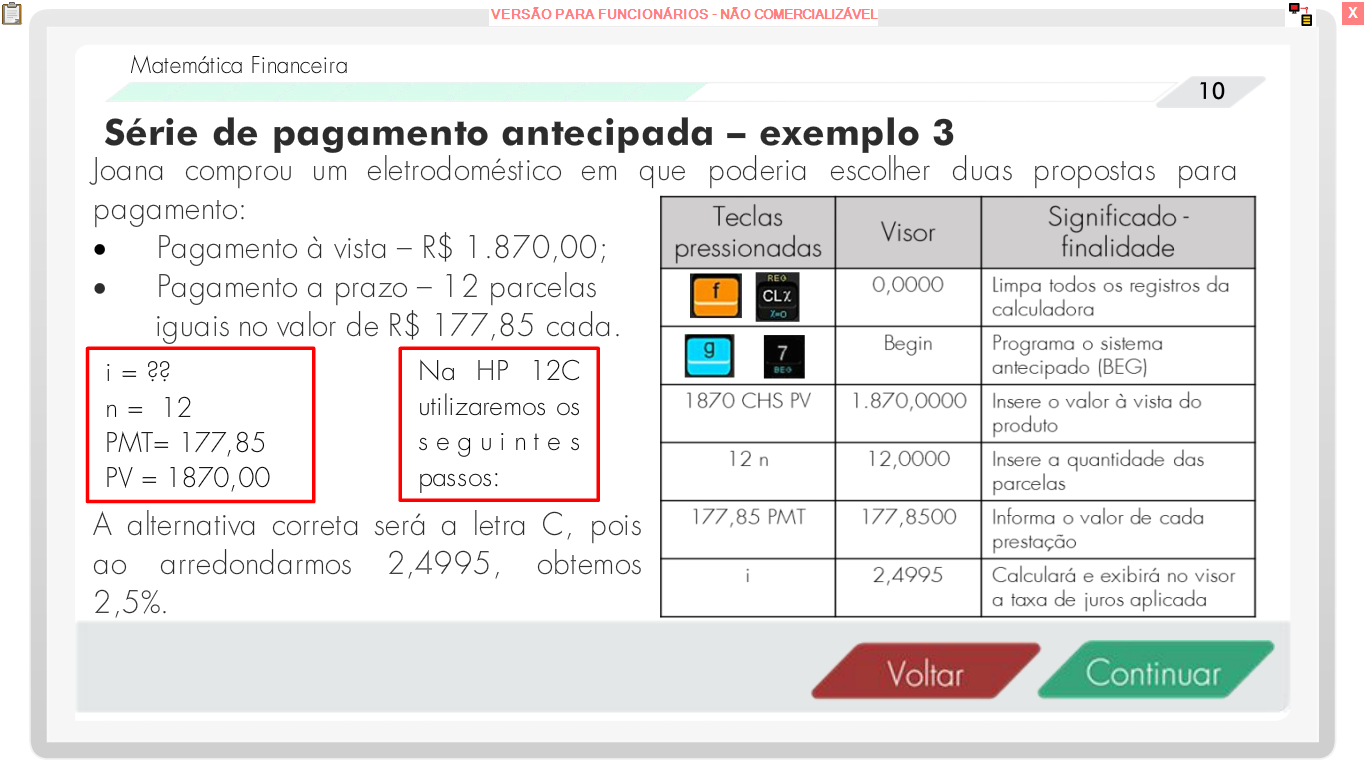 VERSÃO PARA FUNCIONÁRIOS - NÃO COMERCIALIZÁVEL
X
Matemática Financeira
10
Série de pagamento antecipada – exemplo 3
Joana comprou um eletrodoméstico em que poderia escolher duas propostas para
pagamento:
• Pagamento à vista – R$ 1.870,00;
• Pagamento a prazo – 12 parcelas
iguais no valor de R$ 177,85 cada.
i = ??
n = 12
PMT= 177,85
PV = 1870,00
Na HP 12C
utilizaremos os
seguintes
passos:
A alternativa correta será a letra C, pois
ao arredondarmos 2,4995, obtemos
2,5%.
Teclas
pressionadas
Visor
Significado -
finalidade
f
REG
CLX
X=0
0,0000
Limpa todos os registros da
calculadora
g
7
BEG
Begin
Programa o sistema
antecipado (BEG)
1870 CHS PV
1.870,0000
Insere o valor à vista do
produto
12 n
12,0000
Insere a quantidade das
parcelas
177,85 PMT
177,8500
Informa o valor de cada
prestação
i
2,4995
Calculará e exibirá no visor
a taxa de juros aplicada
Voltar
Continuar